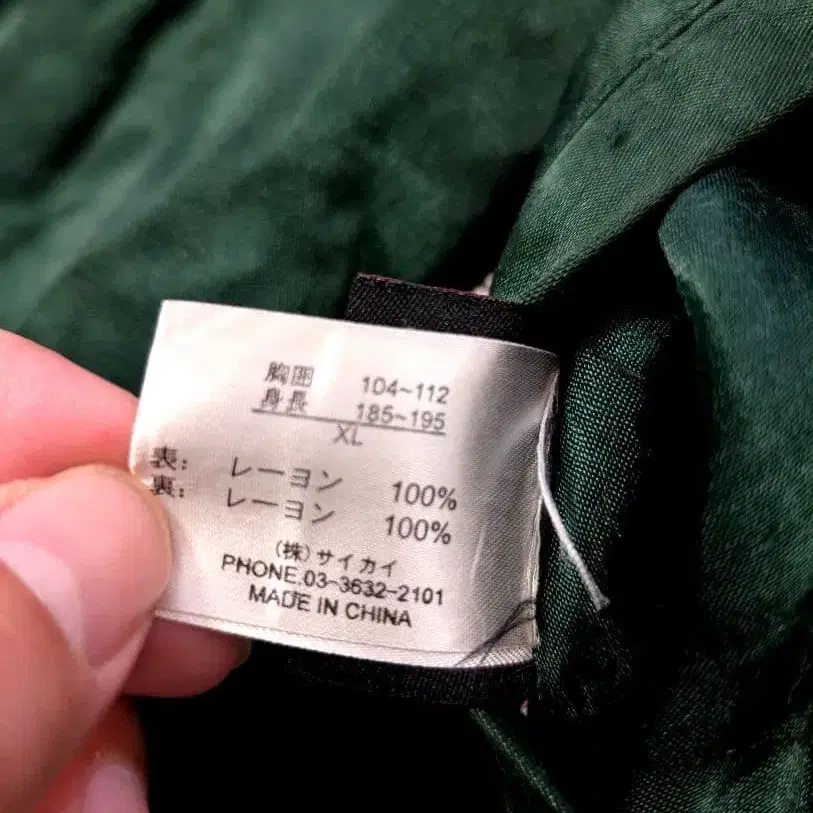 胸囲 104~112
身長 185~195
XL
表: レーヨン 100%
裏: レーヨン 100%
(株)サイカイ
PHONE.03-3632-2101
MADE IN CHINA